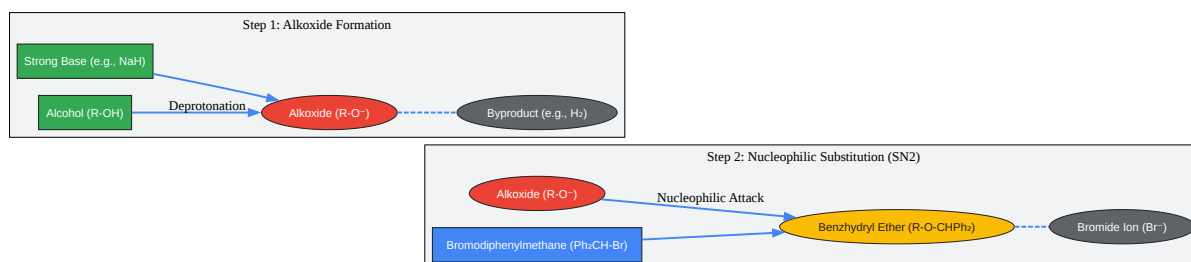 Step 1: Alkoxide Formation
Strong Base (e.g., NaH)
Alcohol (R-OH)
Deprotonation
Alkoxide (R-O⁻)
Byproduct (e.g., H₂)
Step 2: Nucleophilic Substitution (SN2)
Alkoxide (R-O⁻)
Nucleophilic Attack
Bromodiphenylmethane (Ph₂CH-Br)
Benzhydryl Ether (R-O-CHPh₂)
Bromide Ion (Br⁻)